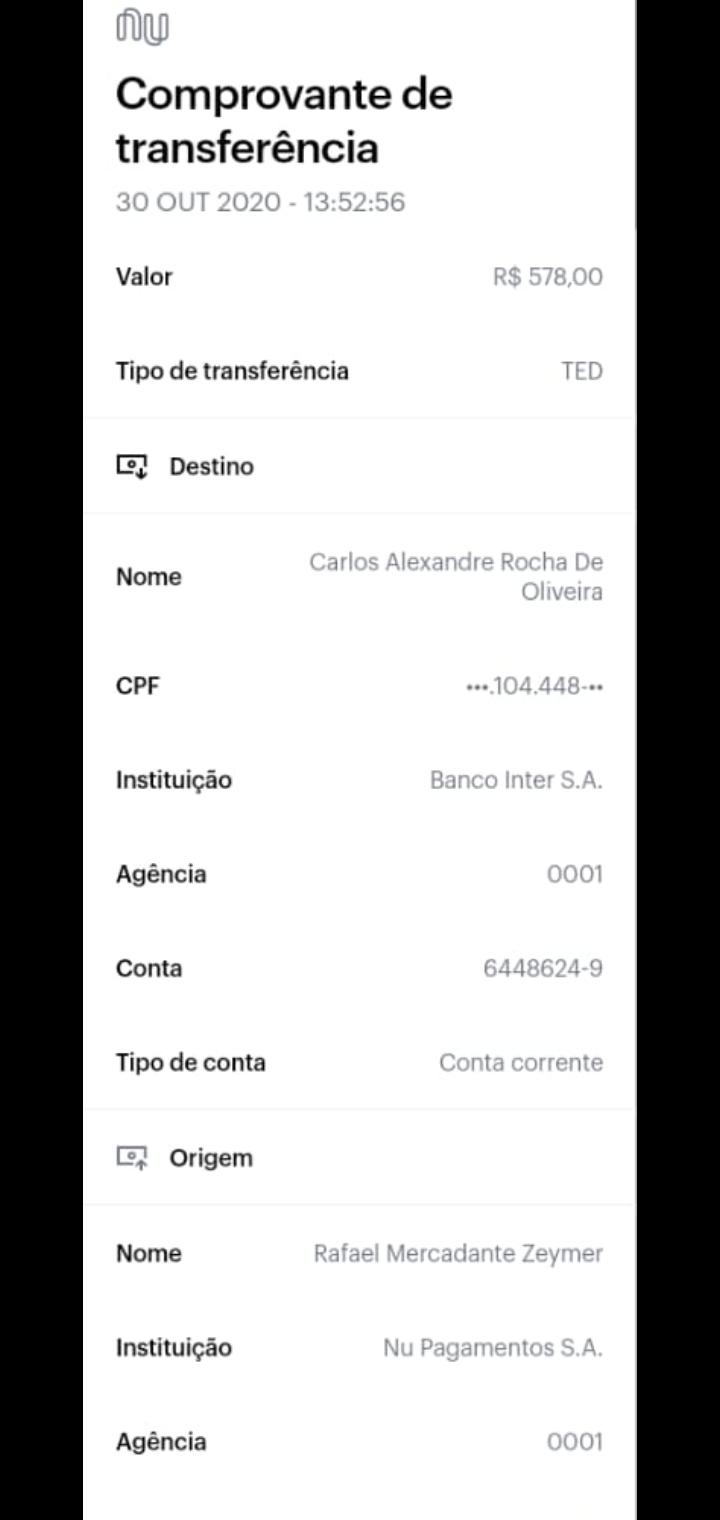 nu
Comprovante de
transferência
30 OUT 2020 - 13:52:56
Valor R$ 578,00
Tipo de transferência TED
Destino
Nome Carlos Alexandre Rocha De
Oliveira
CPF •••.104.448-••
Instituição Banco Inter S.A.
Agência 0001
Conta 6448624-9
Tipo de conta Conta corrente
Origem
Nome Rafael Mercadante Zeymer
Instituição Nu Pagamentos S.A.
Agência 0001